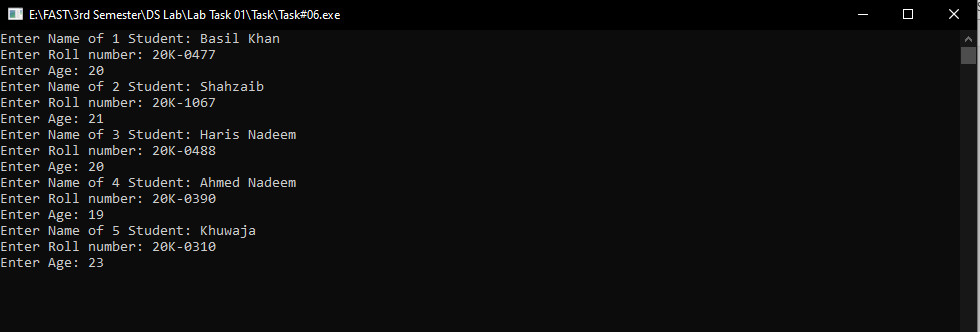 E:\FAST\3rd Semester\DS Lab\Lab Task 01\Task\Task#06.exe
Enter Name of 1 Student: Basil Khan
Enter Roll number: 20K-0477
Enter Age: 20
Enter Name of 2 Student: Shahzaib
Enter Roll number: 20K-1067
Enter Age: 21
Enter Name of 3 Student: Haris Nadeem
Enter Roll number: 20K-0488
Enter Age: 20
Enter Name of 4 Student: Ahmed Nadeem
Enter Roll number: 20K-0390
Enter Age: 19
Enter Name of 5 Student: Khuwaja
Enter Roll number: 20K-0310
Enter Age: 23